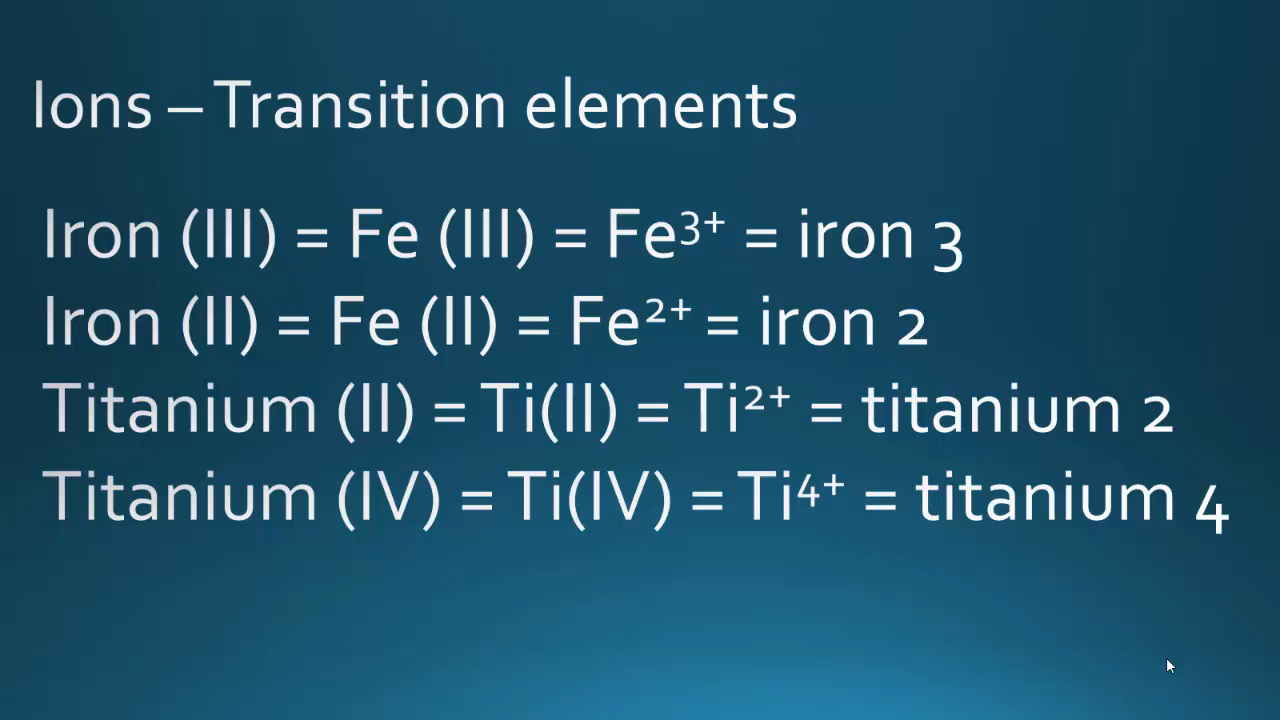 Ions – Transition elements
Iron (III) = Fe (III) = Fe³⁺ = iron 3
Iron (II) = Fe (II) = Fe²⁺ = iron 2
Titanium (II) = Ti(II) = Ti²⁺ = titanium 2
Titanium (IV) = Ti(IV) = Ti⁴⁺ = titanium 4